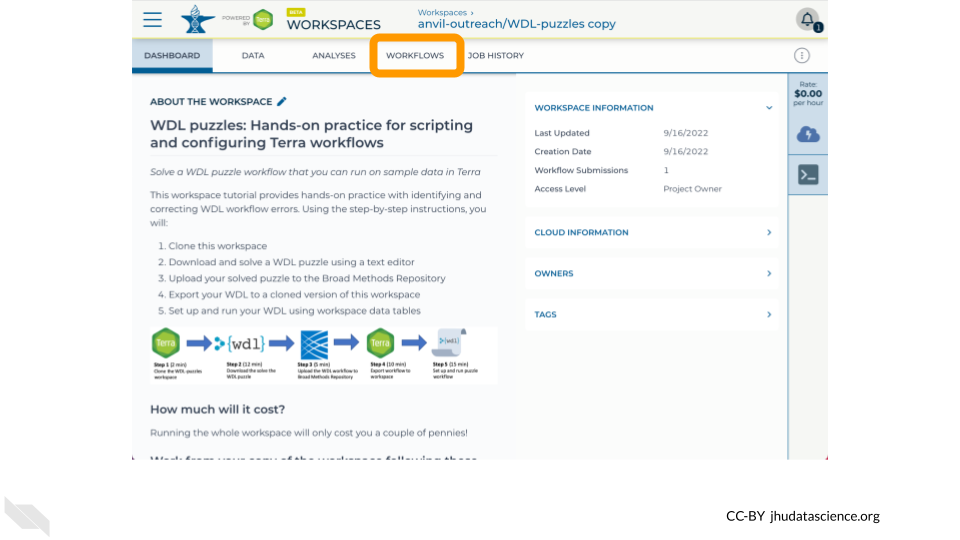 POWERED
BY
Terra
BETA
WORKSPACES
Workspaces ›
anvil-outreach/WDL-puzzles copy
1
DASHBOARD
DATA
ANALYSES
WORKFLOWS
JOB HISTORY
Rate:
$0.00
per hour
ABOUT THE WORKSPACE
WDL puzzles: Hands-on practice for scripting
and configuring Terra workflows
Solve a WDL puzzle workflow that you can run on sample data in Terra
This workspace tutorial provides hands-on practice with identifying and
correcting WDL workflow errors. Using the step-by-step instructions, you
will:
1. Clone this workspace
2. Download and solve a WDL puzzle using a text editor
3. Upload your solved puzzle to the Broad Methods Repository
4. Export your WDL to a cloned version of this workspace
5. Set up and run your WDL using workspace data tables
Terra
{wdl}
Terra
{wdl}
Step 1 (2 min)
Clone the WDL puzzles
workspace
Step 2 (12 min)
Download the solve the
WDL puzzle
Step 3 (5 min)
Upload the WDL workflow to
Broad Methods Repository
Step 4 (10 min)
Export workflow to
workspace
Step 5 (15 min)
Set up and run puzzle
workflow
How much will it cost?
Running the whole workspace will only cost you a couple of pennies!
Work from your copy of the workspace following these
WORKSPACE INFORMATION
Last Updated 9/16/2022
Creation Date 9/16/2022
Workflow Submissions 1
Access Level Project Owner
CLOUD INFORMATION
OWNERS
TAGS
CC-BY jhudatascience.org